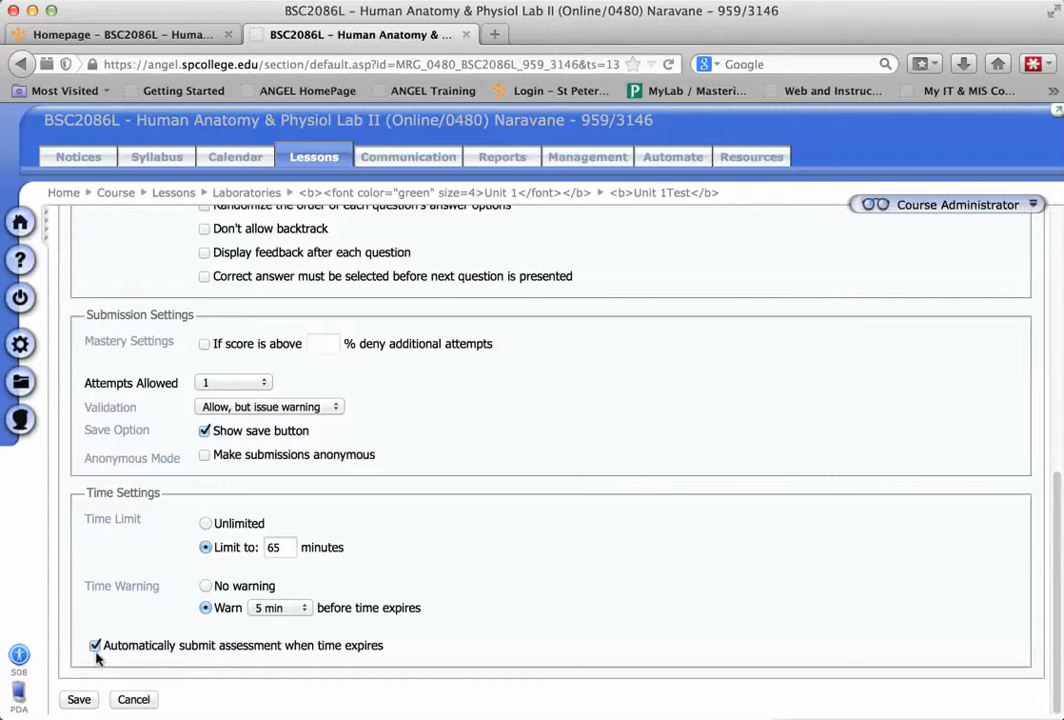 BSC2086L - Human Anatomy & Physiol Lab II (Online/0480) Naravane - 959/3146
Homepage - BSC2086L - Huma...
BSC2086L - Human Anatomy & ...
https://angel.spcollege.edu/section/default.asp?id=MRG_0480_BSC2086L_959_3146&ts=13
Google
Most Visited
Getting Started
ANGEL HomePage
ANGEL Training
Login - St Peter...
MyLab / Masteri...
Web and Instruc...
My IT & MIS Co...
BSC2086L - Human Anatomy & Physiol Lab II (Online/0480) Naravane - 959/3146
Notices
Syllabus
Calendar
Lessons
Communication
Reports
Management
Automate
Resources
Home
Course
Lessons
Laboratories
<b><font color="green" size=4>Unit 1</font></b>
<b>Unit 1Test</b>
Course Administrator
Randomize the order of each question's answer options
Don't allow backtrack
Display feedback after each question
Correct answer must be selected before next question is presented
Submission Settings
Mastery Settings
If score is above
% deny additional attempts
Attempts Allowed
1
Validation
Allow, but issue warning
Save Option
Show save button
Anonymous Mode
Make submissions anonymous
Time Settings
Time Limit
Unlimited
Limit to: 65 minutes
Time Warning
No warning
Warn 5 min before time expires
Automatically submit assessment when time expires
508
PDA
Save
Cancel